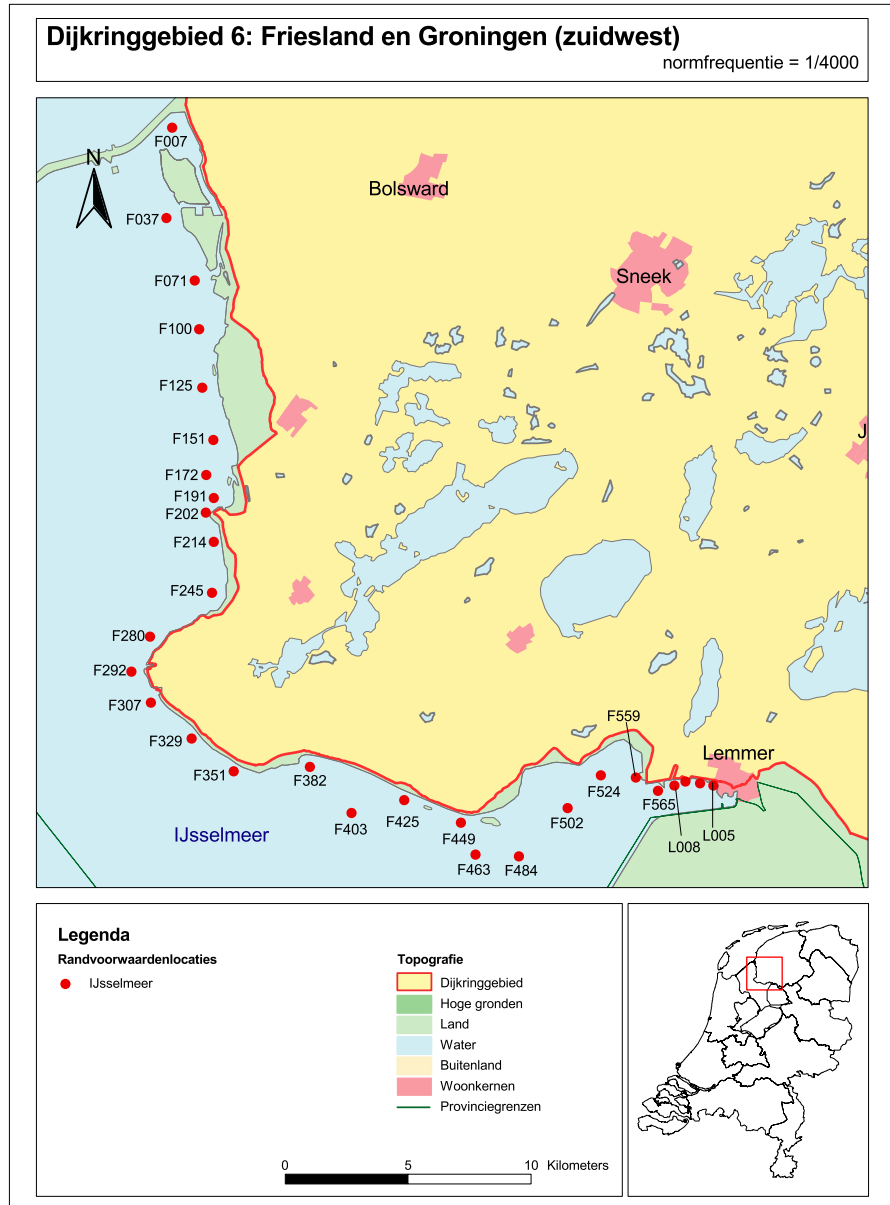 Dijkringgebied 6: Friesland en Groningen (zuidwest)
normfrequentie = 1/4000
F007
N
Bolsward
F037
Sneek
F071
F100
F125
J
F151
F172
F191
F202
F214
F245
F280
F292
F307
F559
F329
Lemmer
F351
F382
F524
F565
F403
F425
F502
F449
L005
IJsselmeer
L008
F463
F484
Legenda
Randvoorwaardenlocaties
IJsselmeer
Topografie
Dijkringgebied
Hoge gronden
Land
Water
Buitenland
Woonkernen
Provinciegrenzen
0 5 10 Kilometers